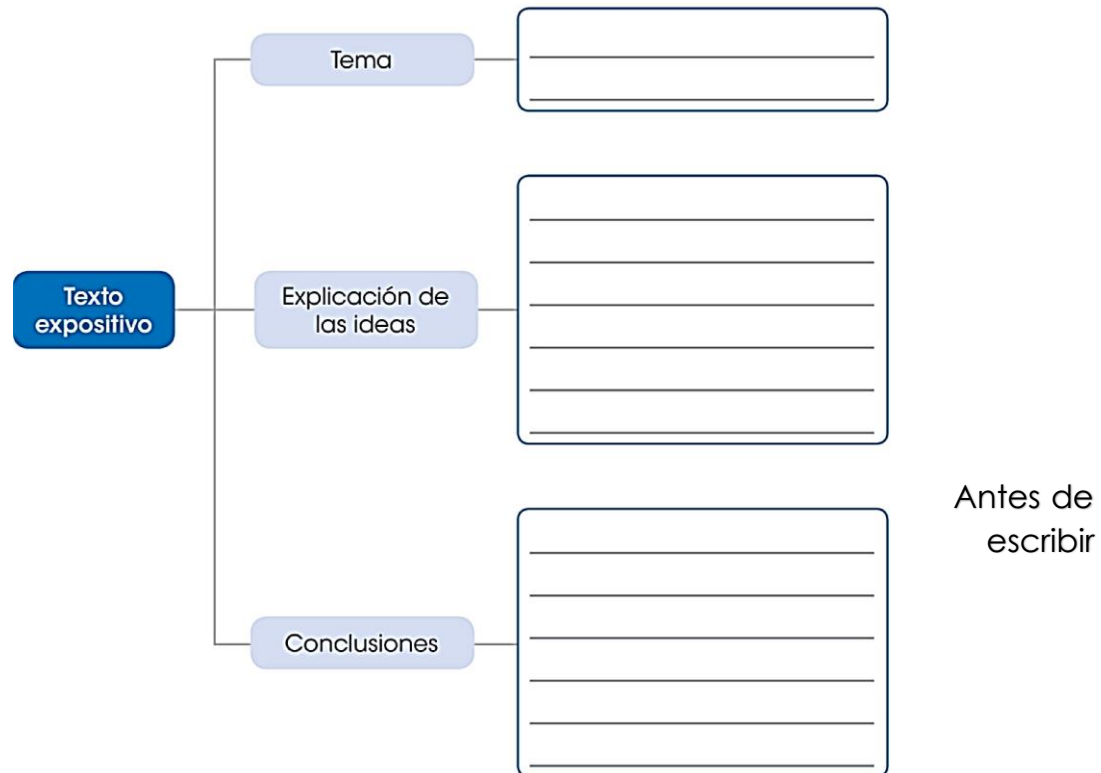 Tema
Texto
expositivo
Explicación de
las ideas
Conclusiones
Antes de
escribir